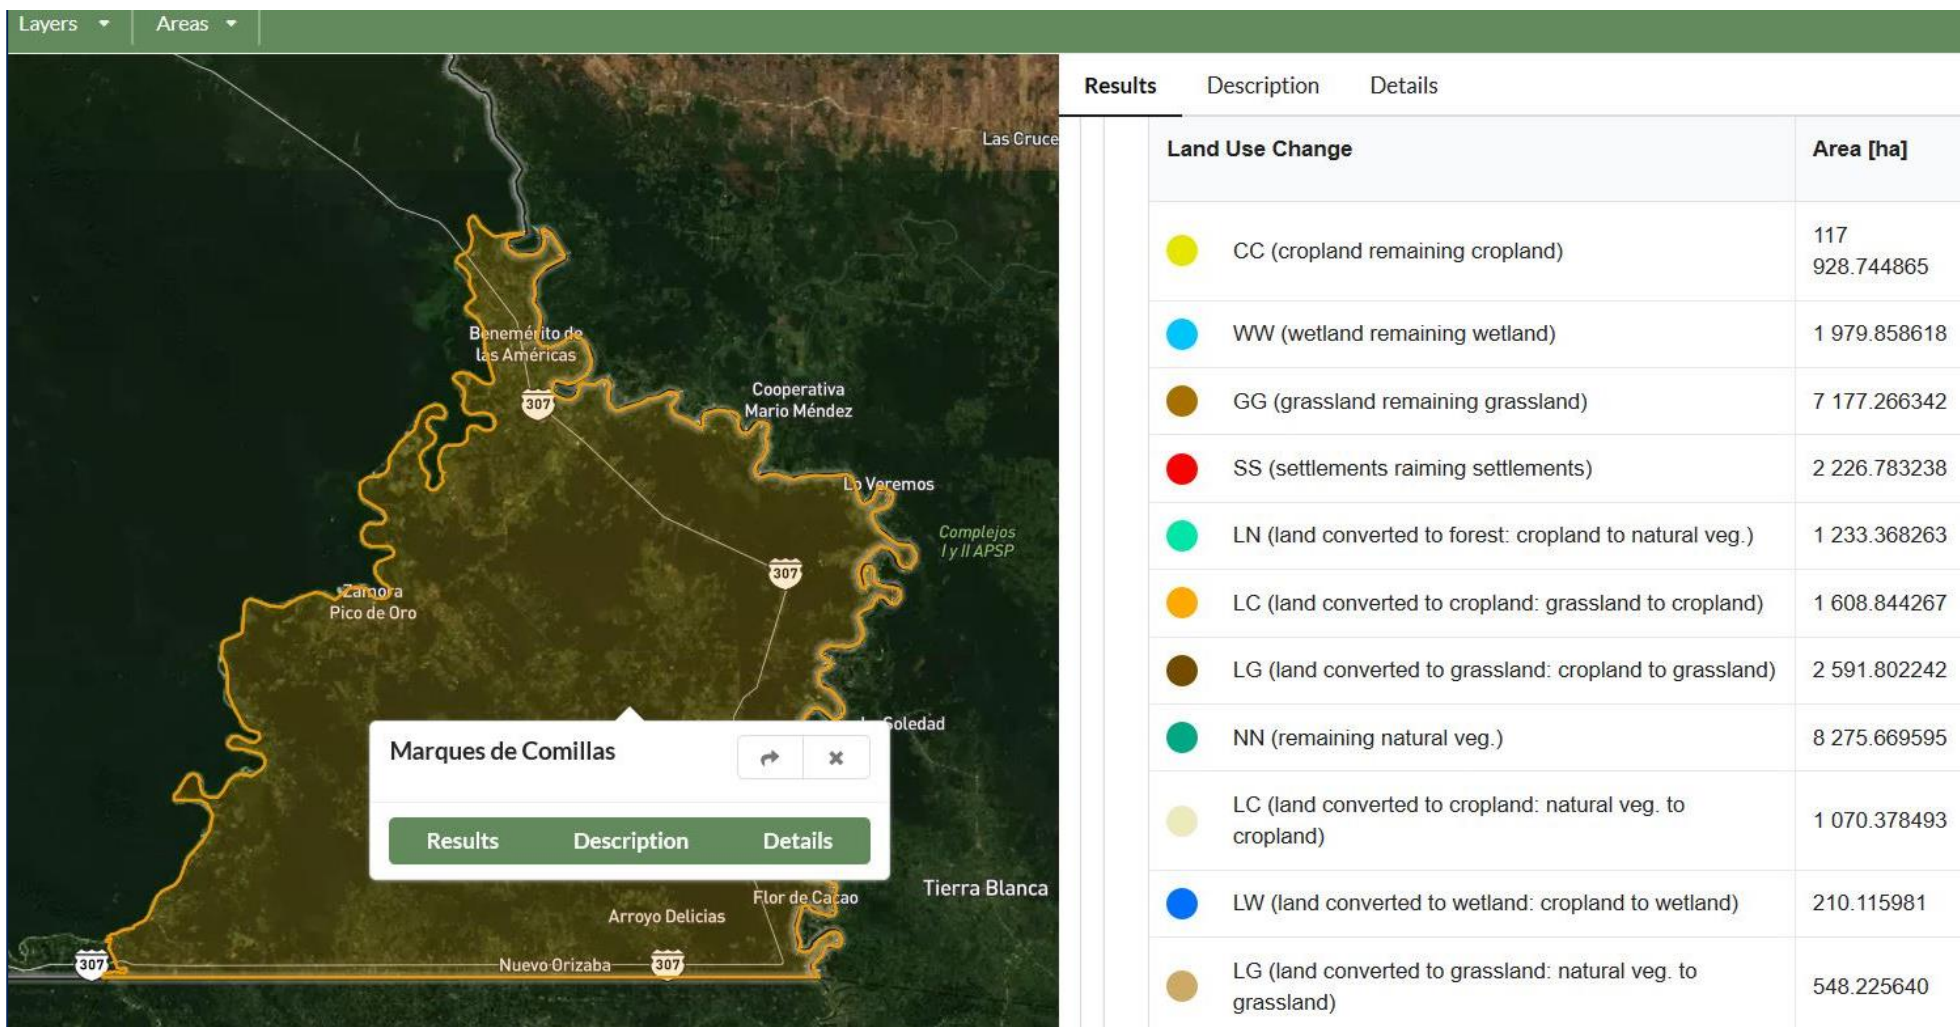 Layers
Areas
Las Cruce
Benemérito de
las Américas
307
Cooperativa
Mario Méndez
Lo Veremos
Complejos
I y II APSP
307
Zamora
Pico de Oro
Soledad
Marques de Comillas
Results Description Details
Flor de Cacao
Tierra Blanca
Arroyo Delicias
307
Nuevo Orizaba
307
Results Description Details
Land Use Change Area [ha]
CC (cropland remaining cropland) 117
928.744865
WW (wetland remaining wetland) 1 979.858618
GG (grassland remaining grassland) 7 177.266342
SS (settlements raiming settlements) 2 226.783238
LN (land converted to forest: cropland to natural veg.) 1 233.368263
LC (land converted to cropland: grassland to cropland) 1 608.844267
LG (land converted to grassland: cropland to grassland) 2 591.802242
NN (remaining natural veg.) 8 275.669595
LC (land converted to cropland: natural veg. to
cropland) 1 070.378493
LW (land converted to wetland: cropland to wetland) 210.115981
LG (land converted to grassland: natural veg. to
grassland) 548.225640